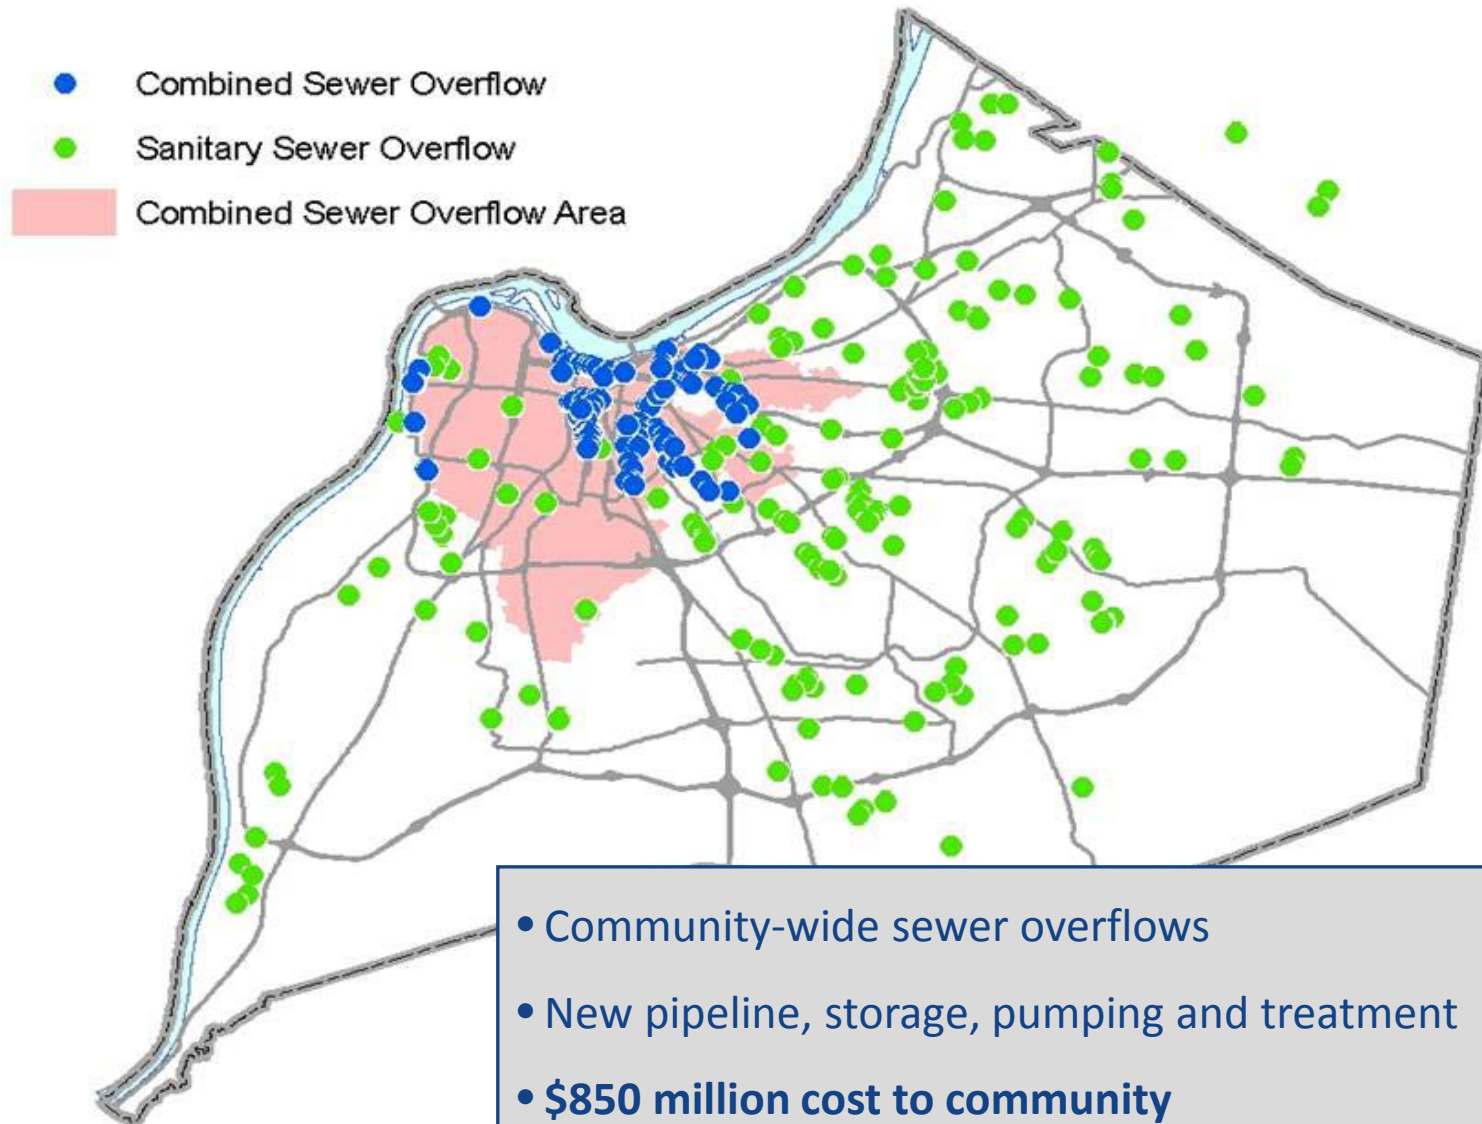 Combined Sewer Overflow
Sanitary Sewer Overflow
Combined Sewer Overflow Area
• Community-wide sewer overflows
• New pipeline, storage, pumping and treatment
• $850 million cost to community